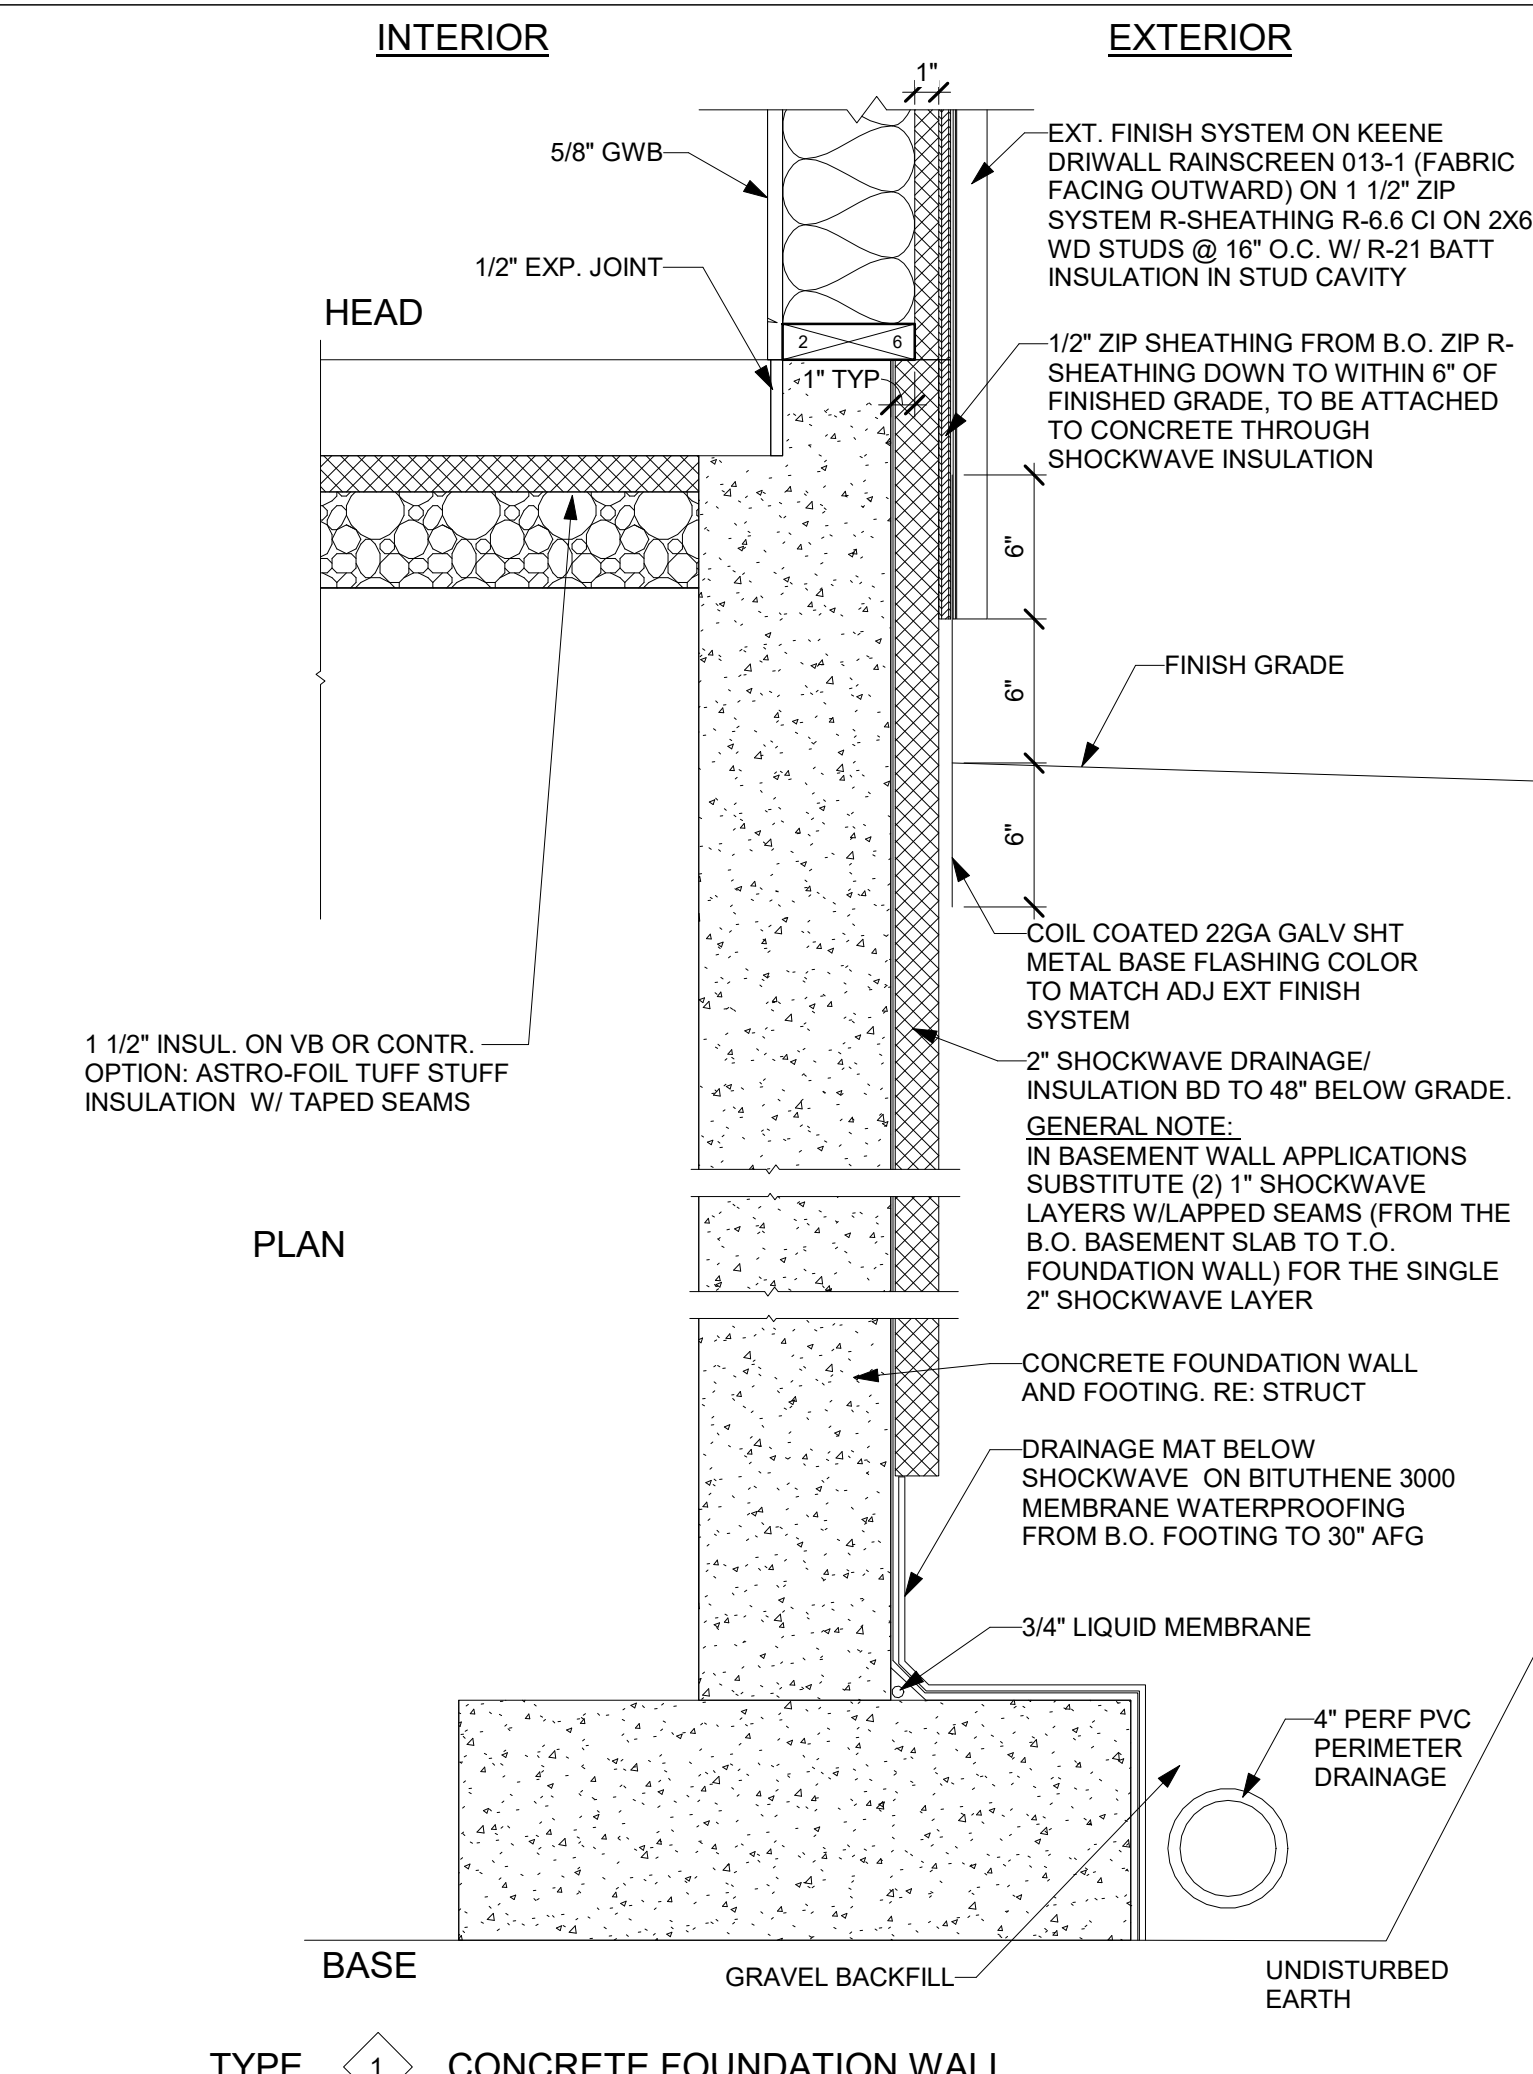 INTERIOR
EXTERIOR
1"
5/8" GWB
EXT. FINISH SYSTEM ON KEENE
DRIWALL RAINSCREEN 013-1 (FABRIC
FACING OUTWARD) ON 1 1/2" ZIP
SYSTEM R-SHEATHING R-6.6 CI ON 2X6
WD STUDS @ 16" O.C. W/ R-21 BATT
INSULATION IN STUD CAVITY
1/2" EXP. JOINT
HEAD
2 6
1" TYP
1/2" ZIP SHEATHING FROM B.O. ZIP R-
SHEATHING DOWN TO WITHIN 6" OF
FINISHED GRADE, TO BE ATTACHED
TO CONCRETE THROUGH
SHOCKWAVE INSULATION
6"
6"
6"
FINISH GRADE
COIL COATED 22GA GALV SHT
METAL BASE FLASHING COLOR
TO MATCH ADJ EXT FINISH
SYSTEM
1 1/2" INSUL. ON VB OR CONTR.
OPTION: ASTRO-FOIL TUFF STUFF
INSULATION W/ TAPED SEAMS
2" SHOCKWAVE DRAINAGE/
INSULATION BD TO 48" BELOW GRADE.
GENERAL NOTE:
IN BASEMENT WALL APPLICATIONS
SUBSTITUTE (2) 1" SHOCKWAVE
LAYERS W/LAPPED SEAMS (FROM THE
B.O. BASEMENT SLAB TO T.O.
FOUNDATION WALL) FOR THE SINGLE
2" SHOCKWAVE LAYER
PLAN
CONCRETE FOUNDATION WALL
AND FOOTING. RE: STRUCT
DRAINAGE MAT BELOW
SHOCKWAVE ON BITUTHENE 3000
MEMBRANE WATERPROOFING
FROM B.O. FOOTING TO 30" AFG
3/4" LIQUID MEMBRANE
4" PERF PVC
PERIMETER
DRAINAGE
BASE
GRAVEL BACKFILL
UNDISTURBED
EARTH
TYPE 1 CONCRETE FOUNDATION WALL